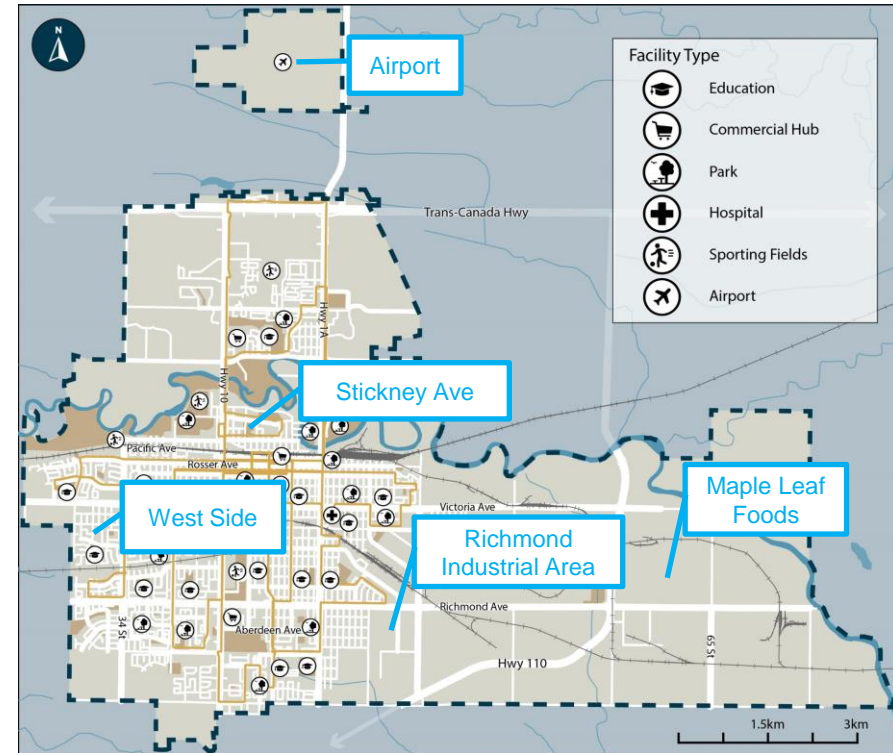 N
Airport
Facility Type
Education
Commercial Hub
Park
Hospital
Sporting Fields
Airport
Trans-Canada Hwy
Hwy 1A
Hwy 10
Stickney Ave
Pacific Ave
Rosser Ave
Victoria Ave
Maple Leaf
Foods
West Side
Richmond
Industrial Area
Richmond Ave
34 St
Aberdeen Ave
65 St
Hwy 110
1.5km
3km